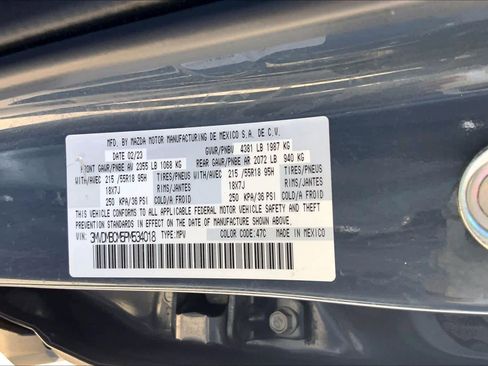 MFD. BY MAZDA MOTOR MANUFACTURING DE MEXICO S.A. DE C.V.
DATE 02/23 GVWR/PNBV 4381 LB 1987 KG
FRONT GAWR/PNBE AV 2355 LB 1068 KG REAR GAWR/PNBE AR 2072 LB 940 KG
WITH/AVEC 215 /55R18 95H TIRES/PNEUS WITH/AVEC 215 /55R18 95H TIRES/PNEUS
18X7J RIMS/JANTES 18X7J RIMS/JANTES
250 KPA/36 PSI COLD/A FROID 250 KPA/36 PSI COLD/A FROID
THIS VEHICLE CONFORMS TO ALL APPLICABLE FEDERAL MOTOR VEHICLE SAFETY AND THEFT
PREVENTION STANDARDS IN EFFECT ON THE DATE OF MANUFACTURE SHOWN ABOVE.
VIN: 3MVDMBCM5PM534018 TYPE: MPV COLOR CODE: 47C MADE IN MEXICO